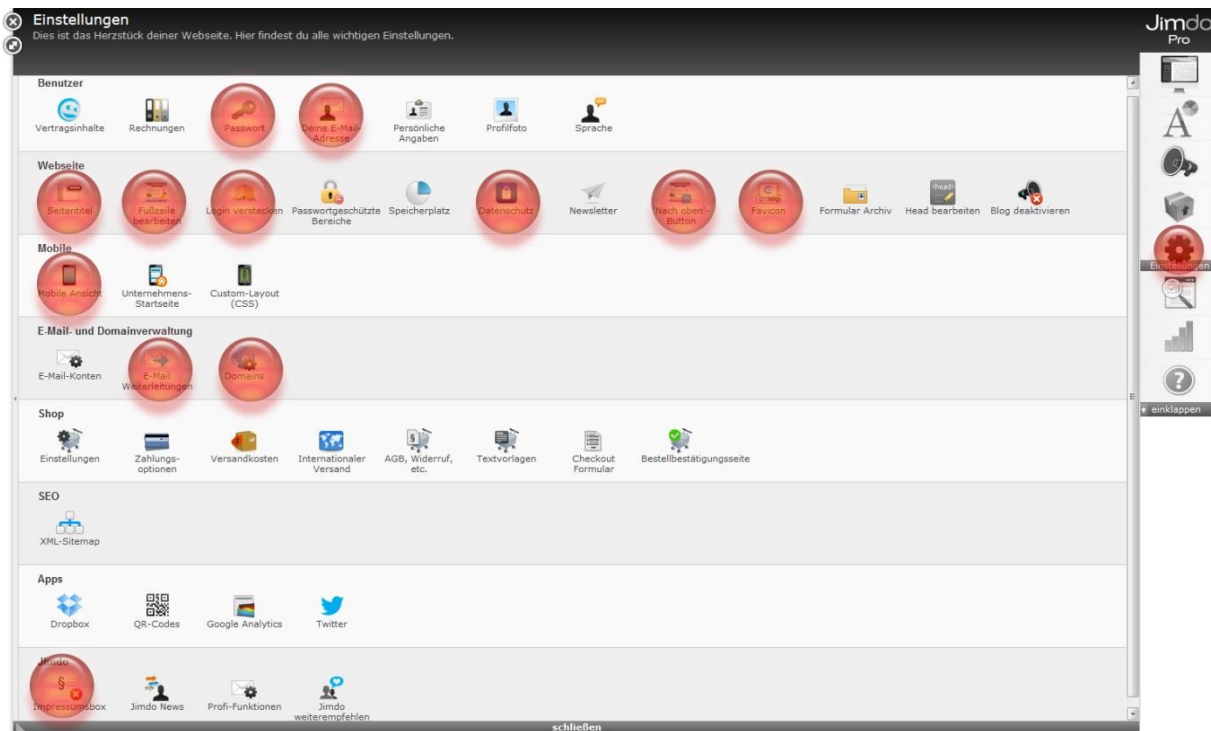 Einstellungen
Dies ist das Herzstück deiner Webseite. Hier findest du alle wichtigen Einstellungen.
Jimdo
Pro
Benutzer
Vertragsinhalte
Rechnungen
Passwort
Deine E-Mail-
Adresse
Persönliche
Angaben
Profilfoto
Sprache
Webseite
Seitentitel
Fußzeile
bearbeiten
Login verstecken
Passwortgeschützte
Bereiche
Speicherplatz
Datenschutz
Newsletter
'Nach oben'-
Button
Favicon
Formular Archiv
<head>
Head bearbeiten
Blog deaktivieren
Mobile
Mobile Ansicht
Unternehmens-
Startseite
Custom-Layout
(CSS)
E-Mail- und Domainverwaltung
E-Mail-Konten
E-Mail
Weiterleitungen
Domains
Shop
Einstellungen
Zahlungs-
optionen
Versandkosten
Internationaler
Versand
AGB, Widerruf,
etc.
Textvorlagen
Checkout
Formular
Bestellbestätigungsseite
SEO
XML-Sitemap
Apps
Dropbox
QR-Codes
Google Analytics
Twitter
Jimdo
Impressumsbox
Jimdo News
Profi-Funktionen
Jimdo
weiterempfehlen
schließen
Einstellungen
einklappen